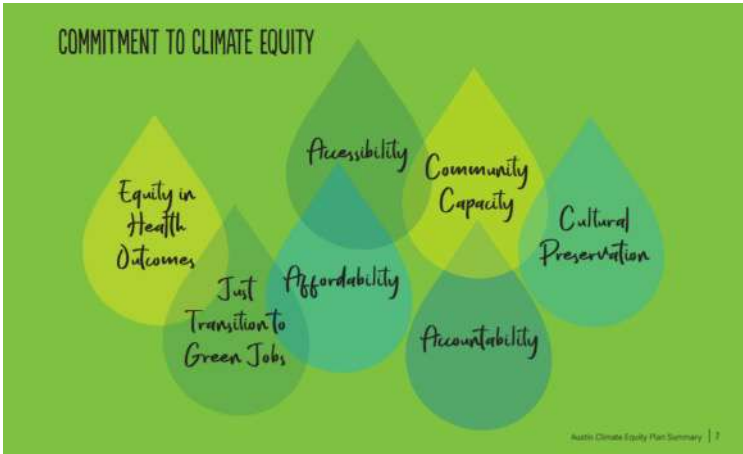 COMMITMENT TO CLIMATE EQUITY
Equity in
Health
Outcomes
Just
Transition to
Green Jobs
Accessibility
Affordability
Community
Capacity
Accountability
Cultural
Preservation
Austin Climate Equity Plan Summary | 7